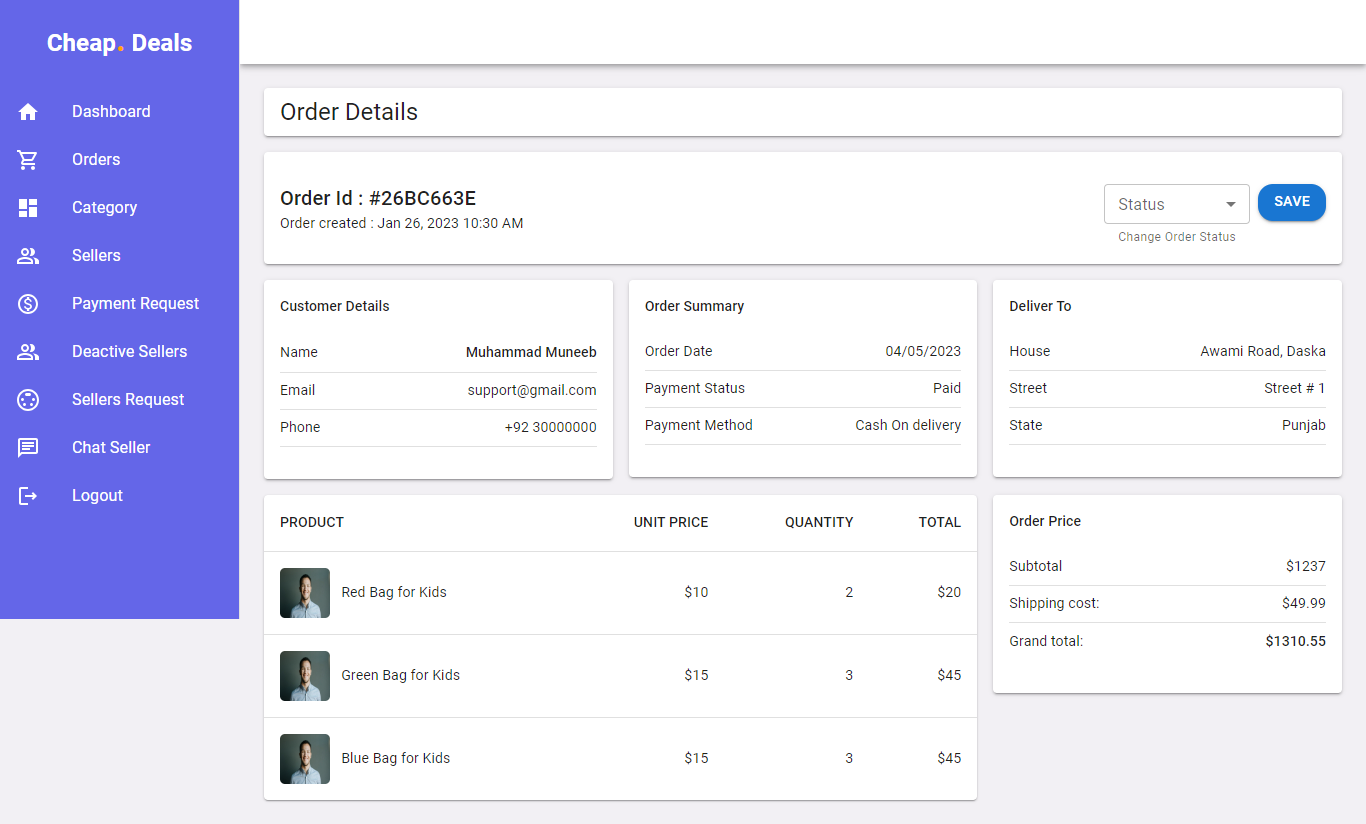 Cheap. Deals
Dashboard
Orders
Category
Sellers
Payment Request
Deactive Sellers
Sellers Request
Chat Seller
Logout
Order Details
Order Id : #26BC663E
Order created : Jan 26, 2023 10:30 AM
Status
SAVE
Change Order Status
Customer Details
Name Muhammad Muneeb
Email support@gmail.com
Phone +92 30000000
Order Summary
Order Date 04/05/2023
Payment Status Paid
Payment Method Cash On delivery
Deliver To
House Awami Road, Daska
Street Street # 1
State Punjab
PRODUCT UNIT PRICE QUANTITY TOTAL
Red Bag for Kids $10 2 $20
Green Bag for Kids $15 3 $45
Blue Bag for Kids $15 3 $45
Order Price
Subtotal $1237
Shipping cost: $49.99
Grand total: $1310.55